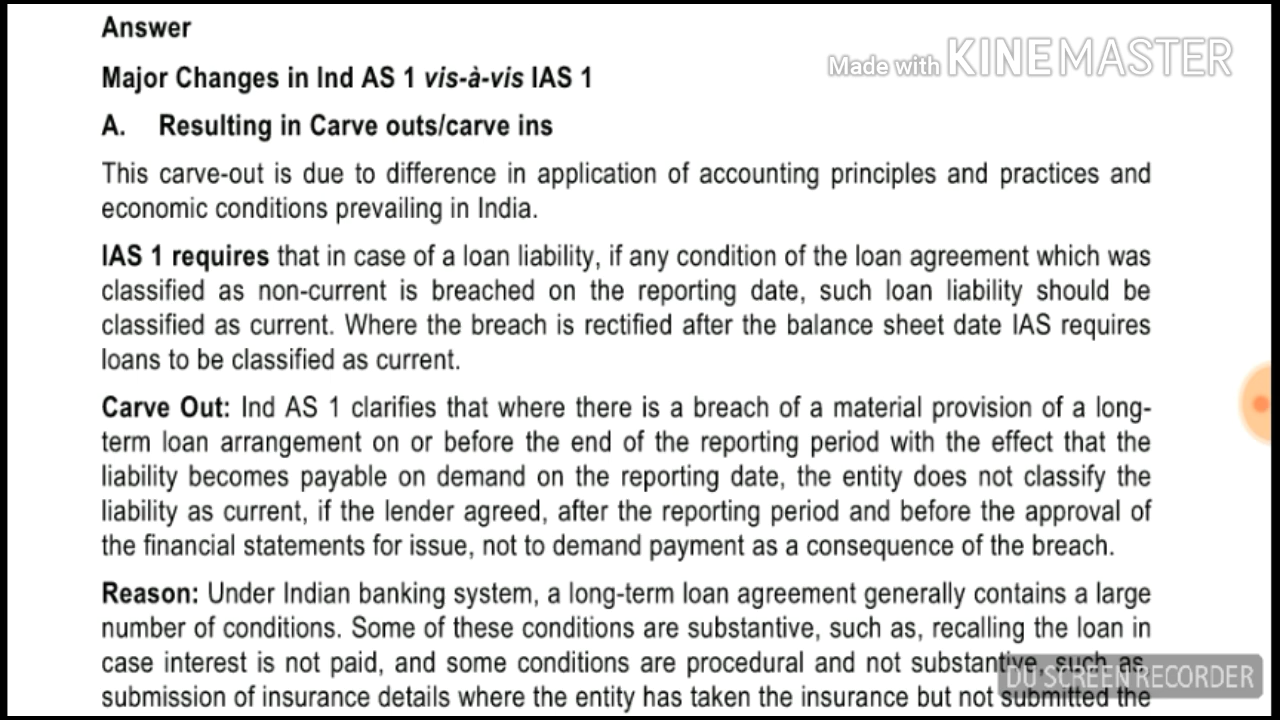 Answer
Made with KINEMASTER
Major Changes in Ind AS 1 vis-à-vis IAS 1
A. Resulting in Carve outs/carve ins
This carve-out is due to difference in application of accounting principles and practices and
economic conditions prevailing in India.
IAS 1 requires that in case of a loan liability, if any condition of the loan agreement which was
classified as non-current is breached on the reporting date, such loan liability should be
classified as current. Where the breach is rectified after the balance sheet date IAS requires
loans to be classified as current.
Carve Out: Ind AS 1 clarifies that where there is a breach of a material provision of a long-
term loan arrangement on or before the end of the reporting period with the effect that the
liability becomes payable on demand on the reporting date, the entity does not classify the
liability as current, if the lender agreed, after the reporting period and before the approval of
the financial statements for issue, not to demand payment as a consequence of the breach.
Reason: Under Indian banking system, a long-term loan agreement generally contains a large
number of conditions. Some of these conditions are substantive, such as, recalling the loan in
case interest is not paid, and some conditions are procedural and not substantive, such as
DU SCREEN RECORDER
submission of insurance details where the entity has taken the insurance but not submitted the